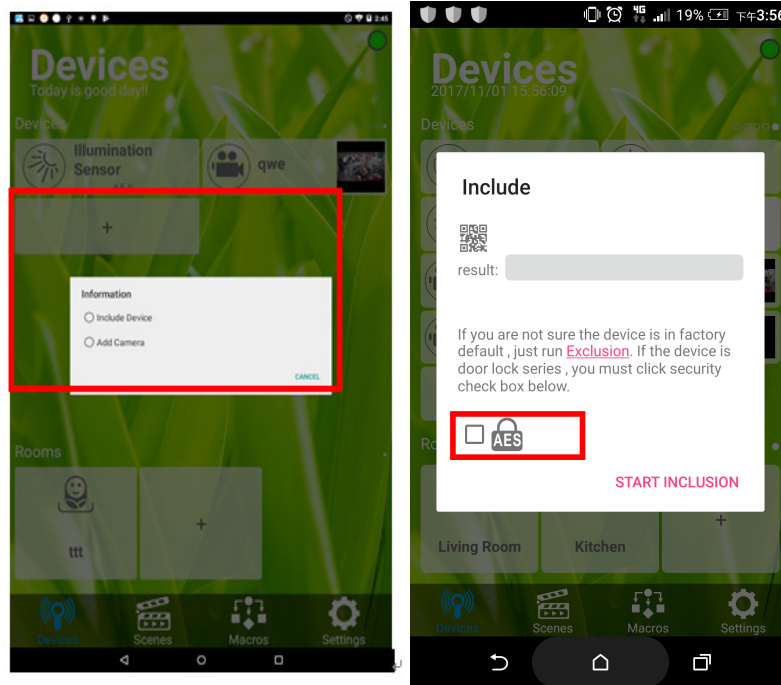 2:45
Devices
Today is good day!!
Devices
Illumination
Sensor
qwe
+
Information
Include Device
Add Camera
CANCEL
Rooms
ttt
+
Devices
Scenes
Macros
Settings
4G
19%
下午3:56
Devices
2017/11/01 15:56:09
Devices
Include
result:
If you are not sure the device is in factory
default , just run Exclusion. If the device is
door lock series , you must click security
check box below.
AES
START INCLUSION
Living Room
Kitchen
+
Devices
Scenes
Macros
Settings